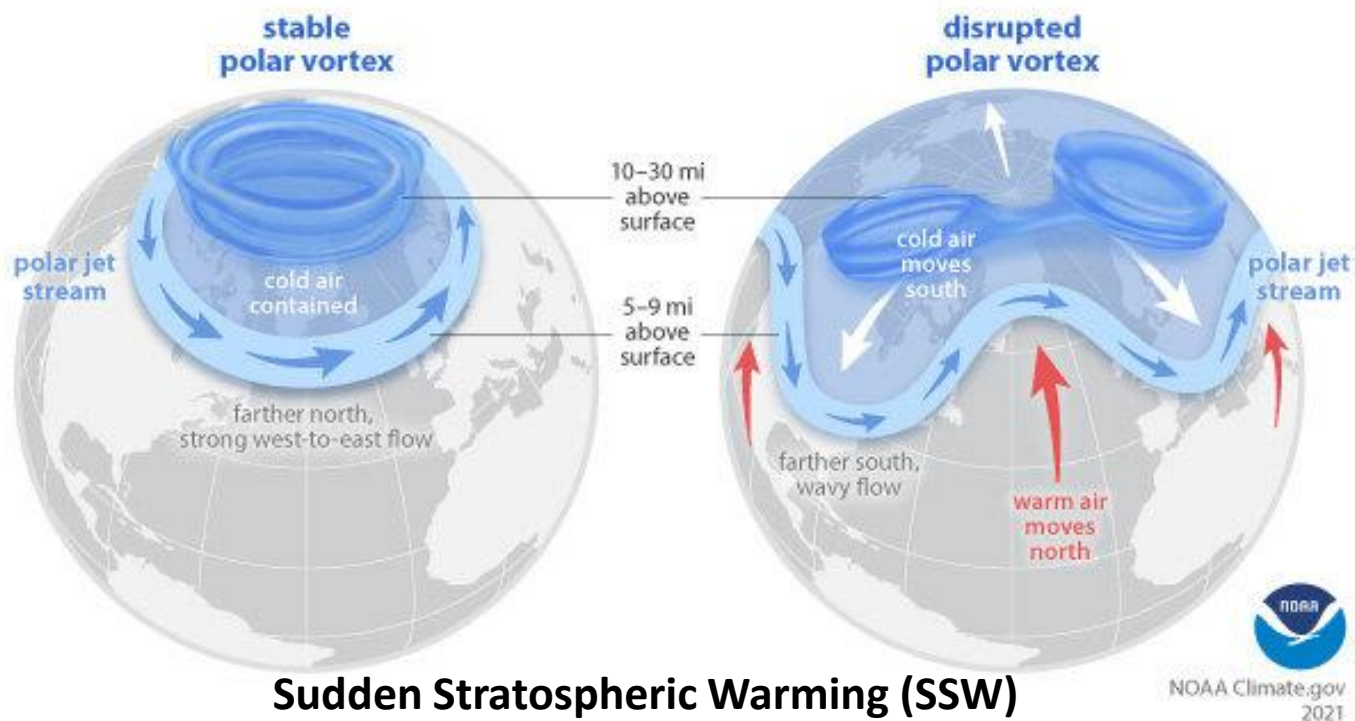 stable
polar vortex
disrupted
polar vortex
10–30 mi
above
surface
polar jet
stream
cold air
contained
5–9 mi
above
surface
farther north,
strong west-to-east flow
cold air
moves
south
polar jet
stream
farther south,
wavy flow
warm air
moves
north
NOAA
Sudden Stratospheric Warming (SSW)
NOAA Climate.gov
2021